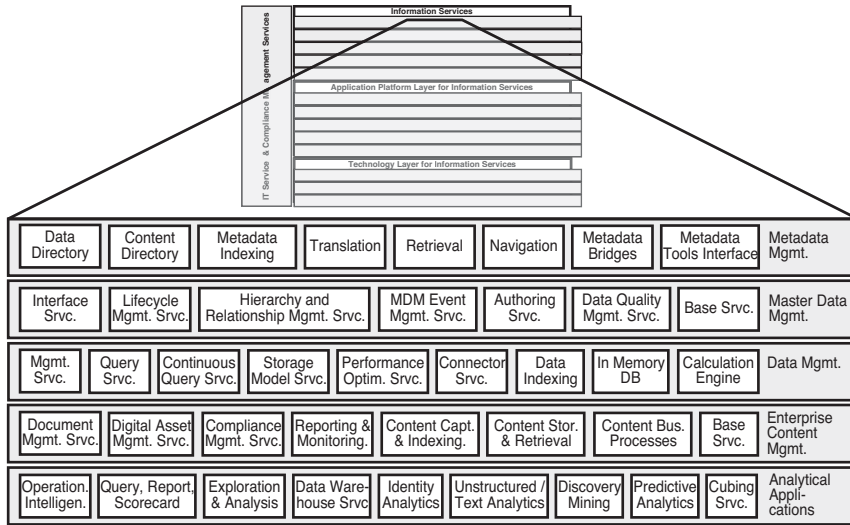 Information Services
IT Service & Compliance Management Services
Application Platform Layer for Information Services
Technology Layer for Information Services
Data
Directory
Content
Directory
Metadata
Indexing
Translation
Retrieval
Navigation
Metadata
Bridges
Metadata
Tools Interface
Metadata
Mgmt.
Interface
Srvc.
Lifecycle
Mgmt. Srvc.
Hierarchy and
Relationship Mgmt. Srvc.
MDM Event
Mgmt. Srvc.
Authoring
Srvc.
Data Quality
Mgmt. Srvc.
Base Srvc.
Master Data
Mgmt.
Mgmt.
Srvc.
Query
Srvc.
Continuous
Query Srvc.
Storage
Model Srvc.
Performance
Optim. Srvc.
Connector
Srvc.
Data
Indexing
In Memory
DB
Calculation
Engine
Data Mgmt.
Document
Mgmt. Srvc.
Digital Asset
Mgmt. Srvc.
Compliance
Mgmt. Srvc.
Reporting &
Monitoring.
Content Capt.
& Indexing.
Content Stor.
& Retrieval
Content Bus.
Processes
Base
Srvc.
Enterprise
Content
Mgmt.
Operation.
Intelligen.
Query, Report,
Scorecard
Exploration
& Analysis
Data Ware-
house Srvc
Identity
Analytics
Unstructured /
Text Analytics
Discovery
Mining
Predictive
Analytics
Cubing
Srvc.
Analytical
Appli-
cations